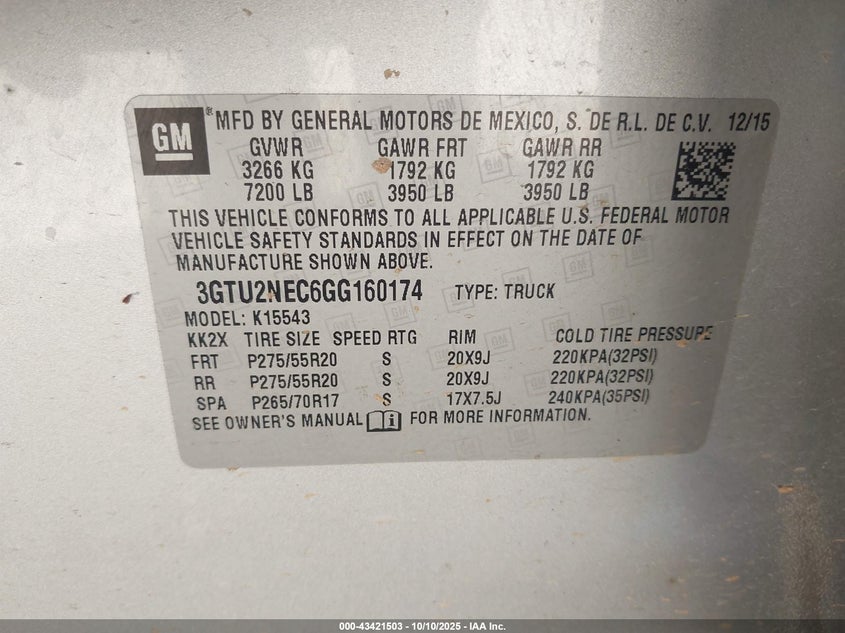 GM® MFD BY GENERAL MOTORS DE MEXICO, S. DE R.L. DE C.V. 12/15
GVWR GAWR FRT GAWR RR
3266 KG 1792 KG 1792 KG
7200 LB 3950 LB 3950 LB
THIS VEHICLE CONFORMS TO ALL APPLICABLE U.S. FEDERAL MOTOR
VEHICLE SAFETY STANDARDS IN EFFECT ON THE DATE OF
MANUFACTURE SHOWN ABOVE.
3GTU2NEC6GG160174 TYPE: TRUCK
MODEL: K15543
KK2X TIRE SIZE SPEED RTG RIM COLD TIRE PRESSURE
FRT P275/55R20 S 20X9J 220KPA(32PSI)
RR P275/55R20 S 20X9J 220KPA(32PSI)
SPA P265/70R17 S 17X7.5J 240KPA(35PSI)
SEE OWNER'S MANUAL FOR MORE INFORMATION.
000-43421503 - 10/10/2025 - IAA Inc.